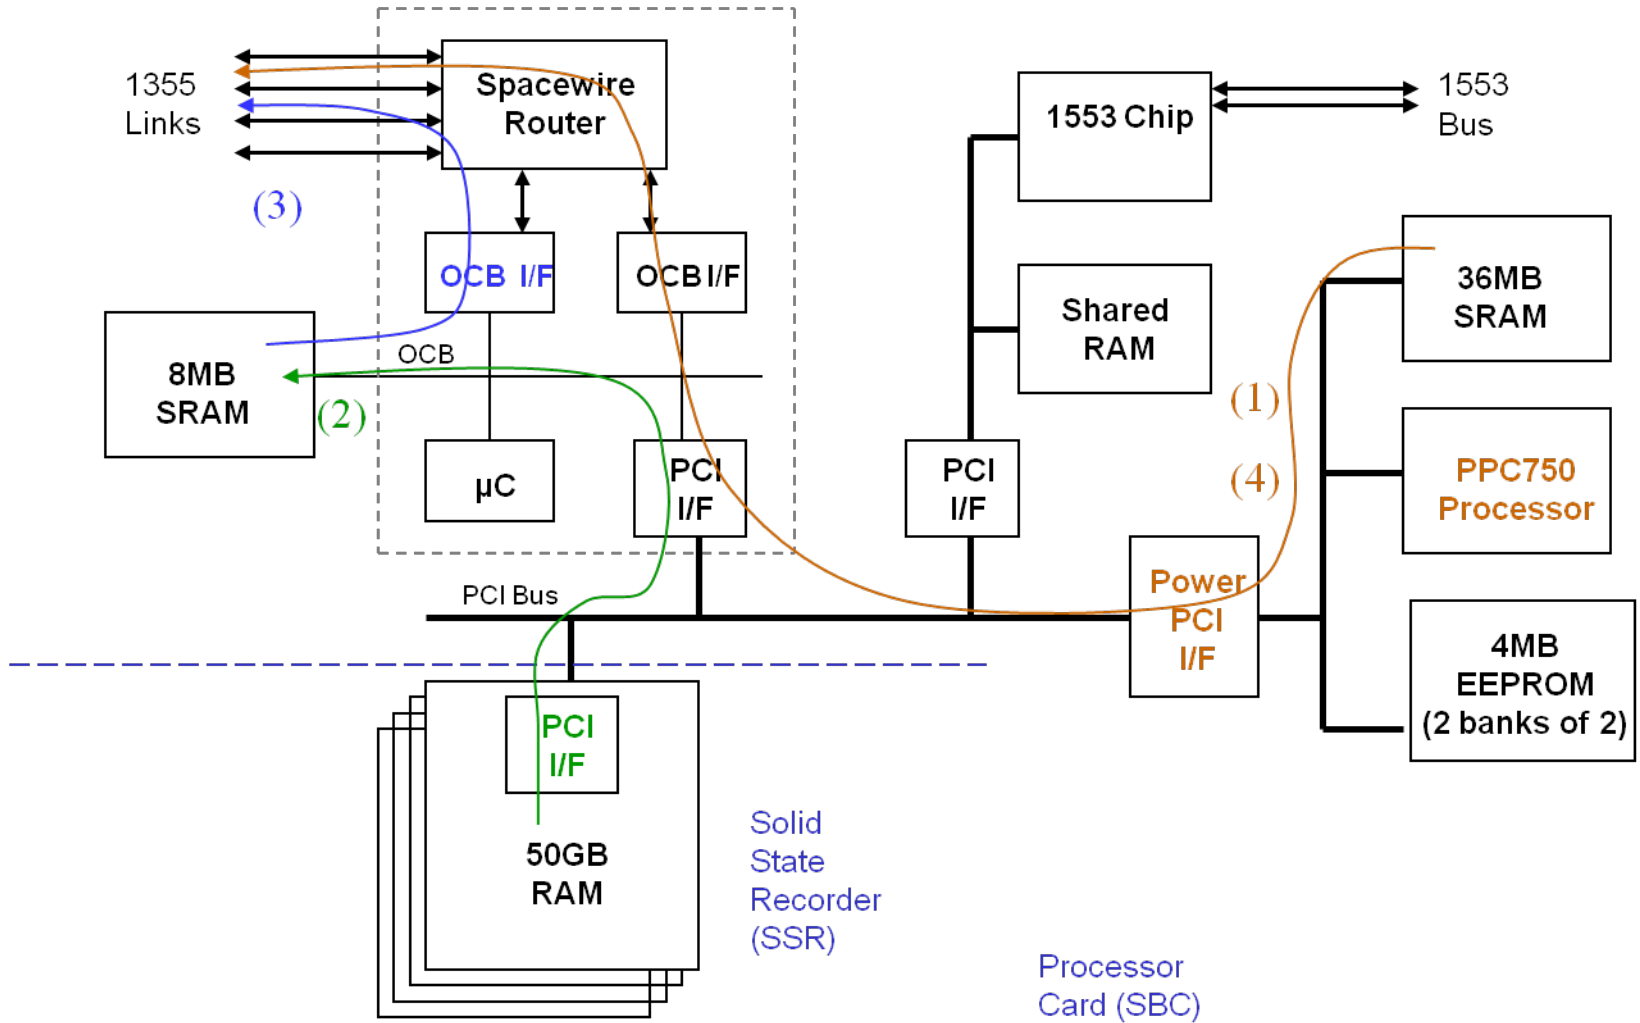 1355
Links
(3)
Spacewire
Router
OCB I/F
OCB I/F
8MB
SRAM
OCB
(2)
µC
PCI
I/F
PCI Bus
PCI
I/F
50GB
RAM
Solid
State
Recorder
(SSR)
1553 Chip
1553
Bus
Shared
RAM
PCI
I/F
(1)
(4)
Power
PCI
I/F
36MB
SRAM
PPC750
Processor
4MB
EEPROM
(2 banks of 2)
Processor
Card (SBC)